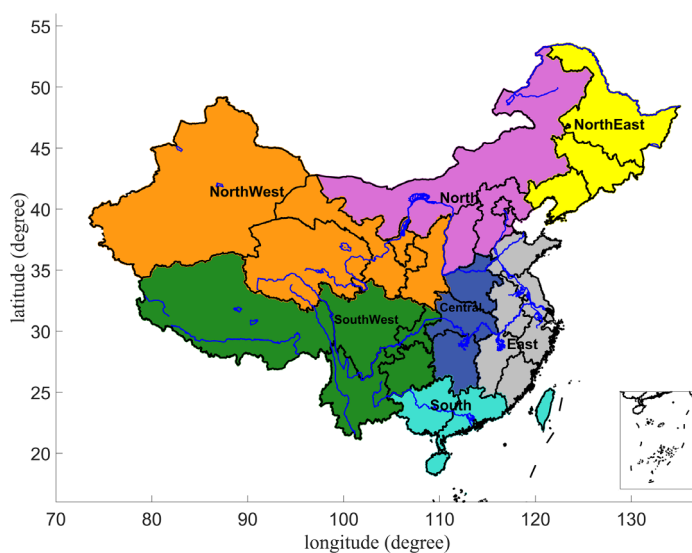 55
50
45
40
35
30
25
20
latitude (degree)
NorthEast
NorthWest
North
SouthWest
Central
East
South
70
80
90
100
110
120
130
longitude (degree)